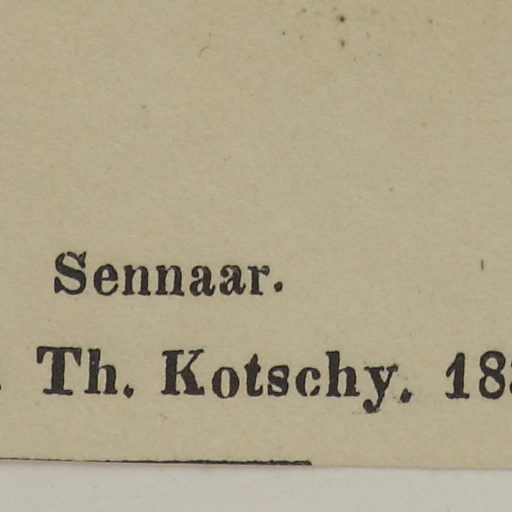 Sennaar.
Th. Kotschy. 18